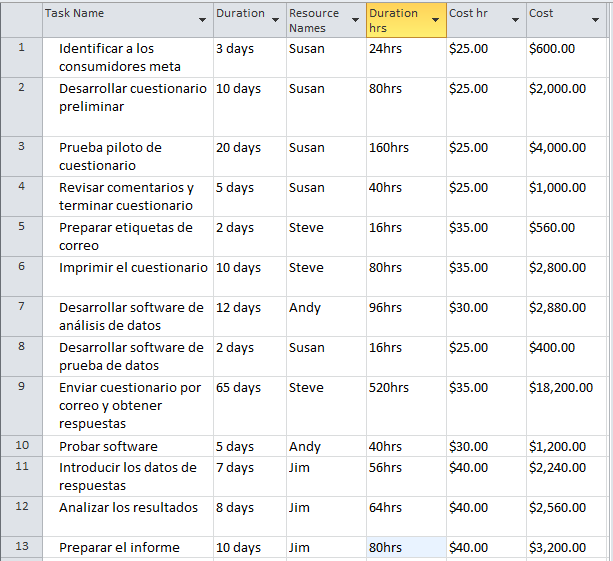 Task Name Duration Resource Names Duration hrs Cost hr Cost
1 Identificar a los consumidores meta 3 days Susan 24hrs $25.00 $600.00
2 Desarrollar cuestionario preliminar 10 days Susan 80hrs $25.00 $2,000.00
3 Prueba piloto de cuestionario 20 days Susan 160hrs $25.00 $4,000.00
4 Revisar comentarios y terminar cuestionario 5 days Susan 40hrs $25.00 $1,000.00
5 Preparar etiquetas de correo 2 days Steve 16hrs $35.00 $560.00
6 Imprimir el cuestionario 10 days Steve 80hrs $35.00 $2,800.00
7 Desarrollar software de análisis de datos 12 days Andy 96hrs $30.00 $2,880.00
8 Desarrollar software de prueba de datos 2 days Susan 16hrs $25.00 $400.00
9 Enviar cuestionario por correo y obtener respuestas 65 days Steve 520hrs $35.00 $18,200.00
10 Probar software 5 days Andy 40hrs $30.00 $1,200.00
11 Introducir los datos de respuestas 7 days Jim 56hrs $40.00 $2,240.00
12 Analizar los resultados 8 days Jim 64hrs $40.00 $2,560.00
13 Preparar el informe 10 days Jim 80hrs $40.00 $3,200.00